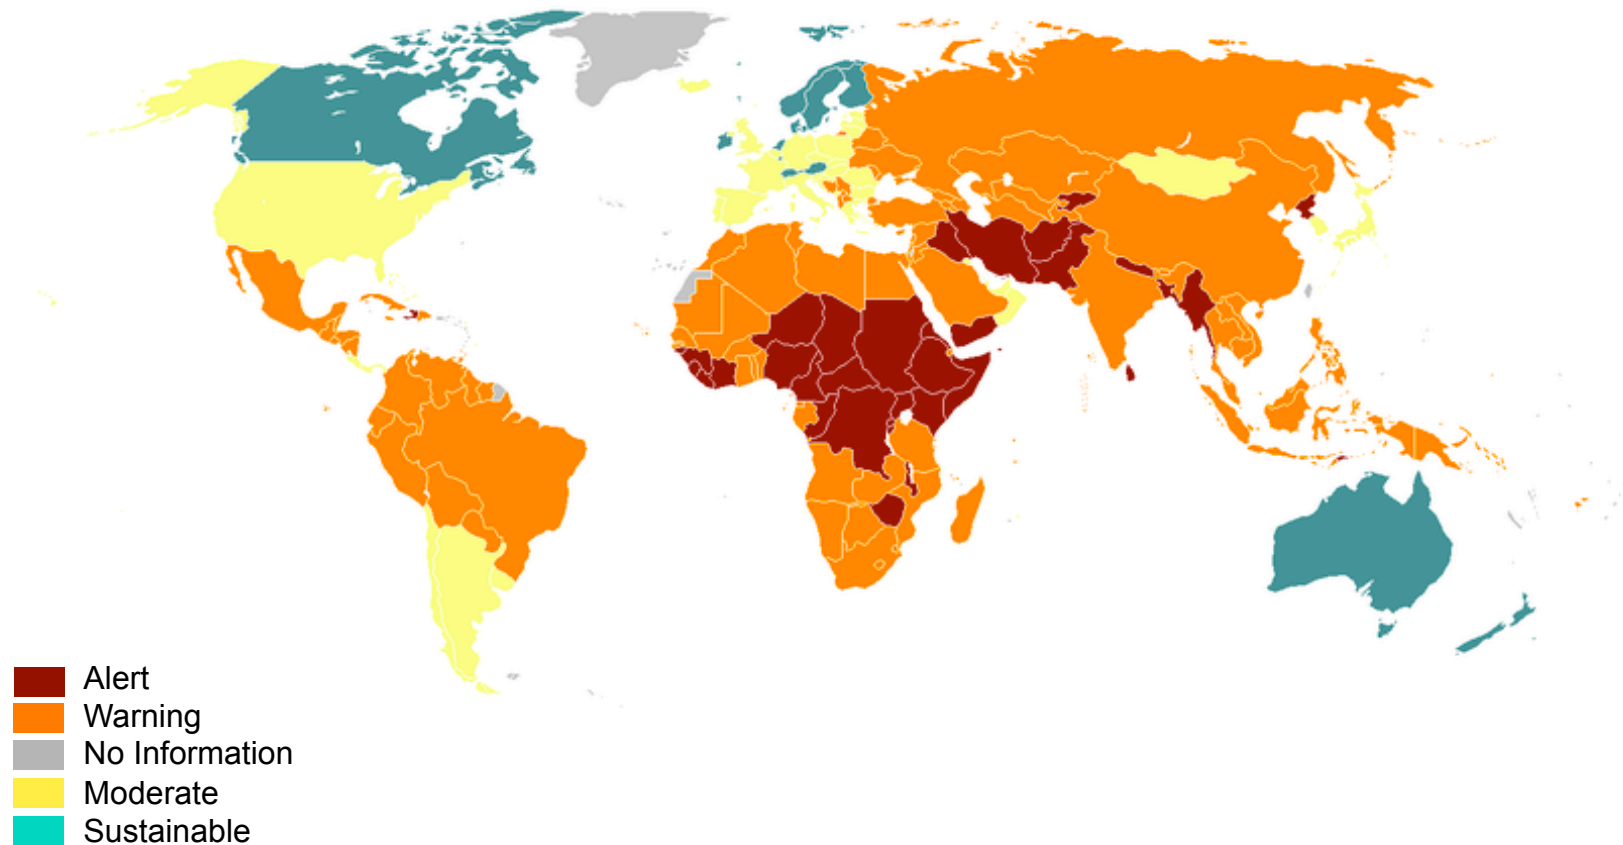 Alert
Warning
No Information
Moderate
Sustainable